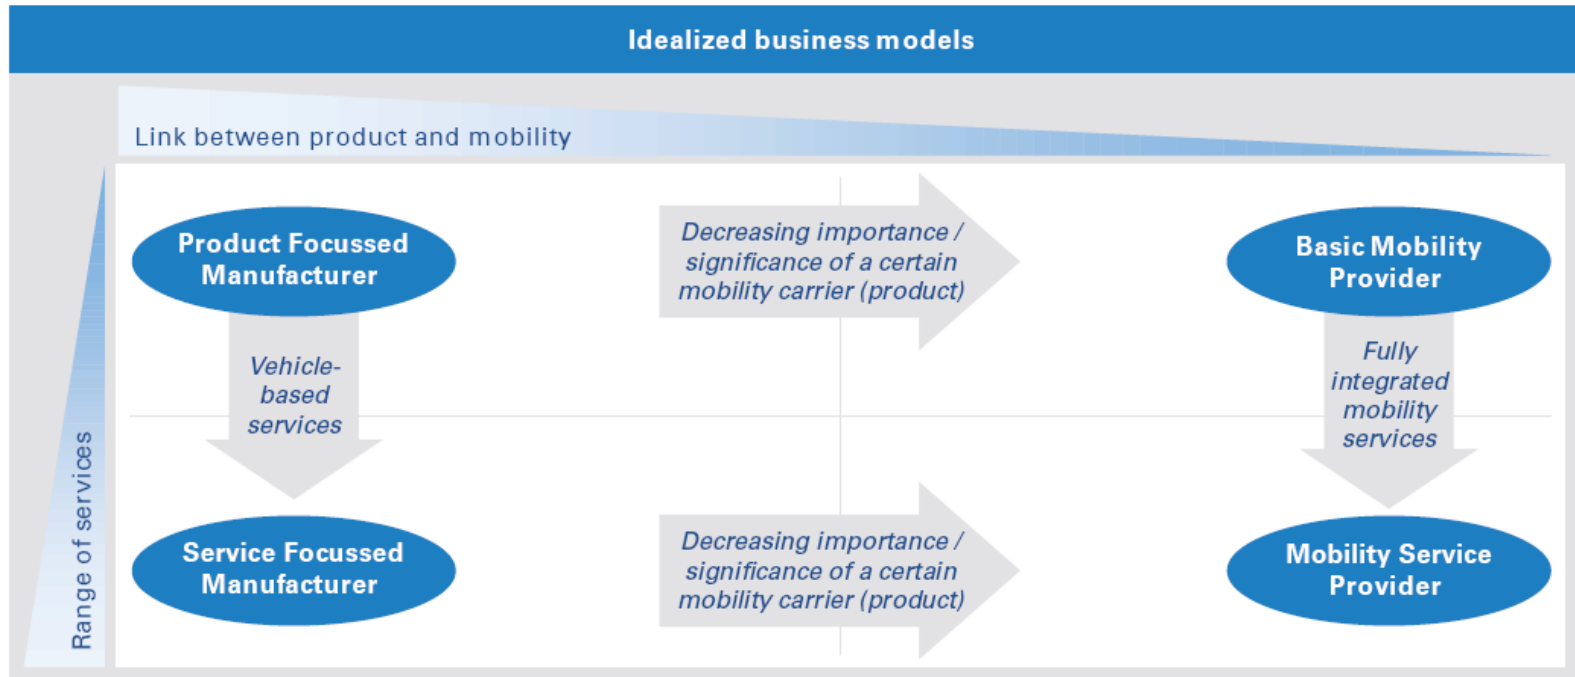 Idealized business models
Link between product and mobility
Range of services
Product Focussed
Manufacturer
Decreasing importance /
significance of a certain
mobility carrier (product)
Basic Mobility
Provider
Vehicle-
based
services
Fully
integrated
mobility
services
Service Focussed
Manufacturer
Decreasing importance /
significance of a certain
mobility carrier (product)
Mobility Service
Provider